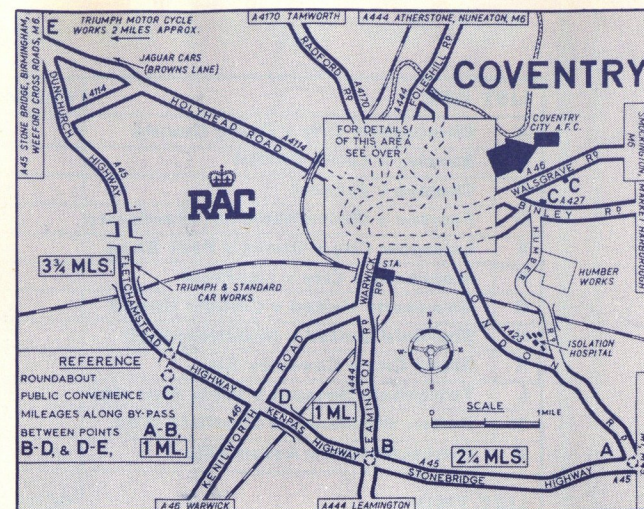 E
TRIUMPH MOTOR CYCLE
WORKS 2 MILES APPROX.
A4170 TAMWORTH
A444 ATHERSTONE, NUNEATON, M6
A45 STONE BRIDGE, BIRMINGHAM,
WEEFORD CROSS ROADS, M6
JAGUAR CARS
(BROWNS LANE)
DUNCHURCH
HIGHWAY
A45
A4114
HOLYHEAD ROAD
A4114
RADFORD RD
A4170
A444
FOLESHILL RD
COVENTRY
FOR DETAILS
OF THIS AREA
SEE OVER
COVENTRY
CITY A.F.C.
A46
WALSGRAVE RD
C
C
A427
BINLEY RD
M6
RAC
3¾ MLS.
FLETCHAMSTEAD
HIGHWAY
TRIUMPH & STANDARD
CAR WORKS
STA.
WARWICK RD
HUMBER RD
HUMBER
WORKS
A423
ISOLATION
HOSPITAL
LONDON RD
N
W
E
S
SCALE
0
1 MILE
REFERENCE
ROUNDABOUT
PUBLIC CONVENIENCE C
MILEAGES ALONG BY-PASS
BETWEEN POINTS A-B,
B-D, & D-E, 1 ML.
A46
KENILWORTH ROAD
D
KENPAS HIGHWAY
1 ML.
A444
LEAMINGTON RD
B
A45
STONEBRIDGE HIGHWAY
2¼ MLS.
A45
A
A46 WARWICK
A444 LEAMINGTON